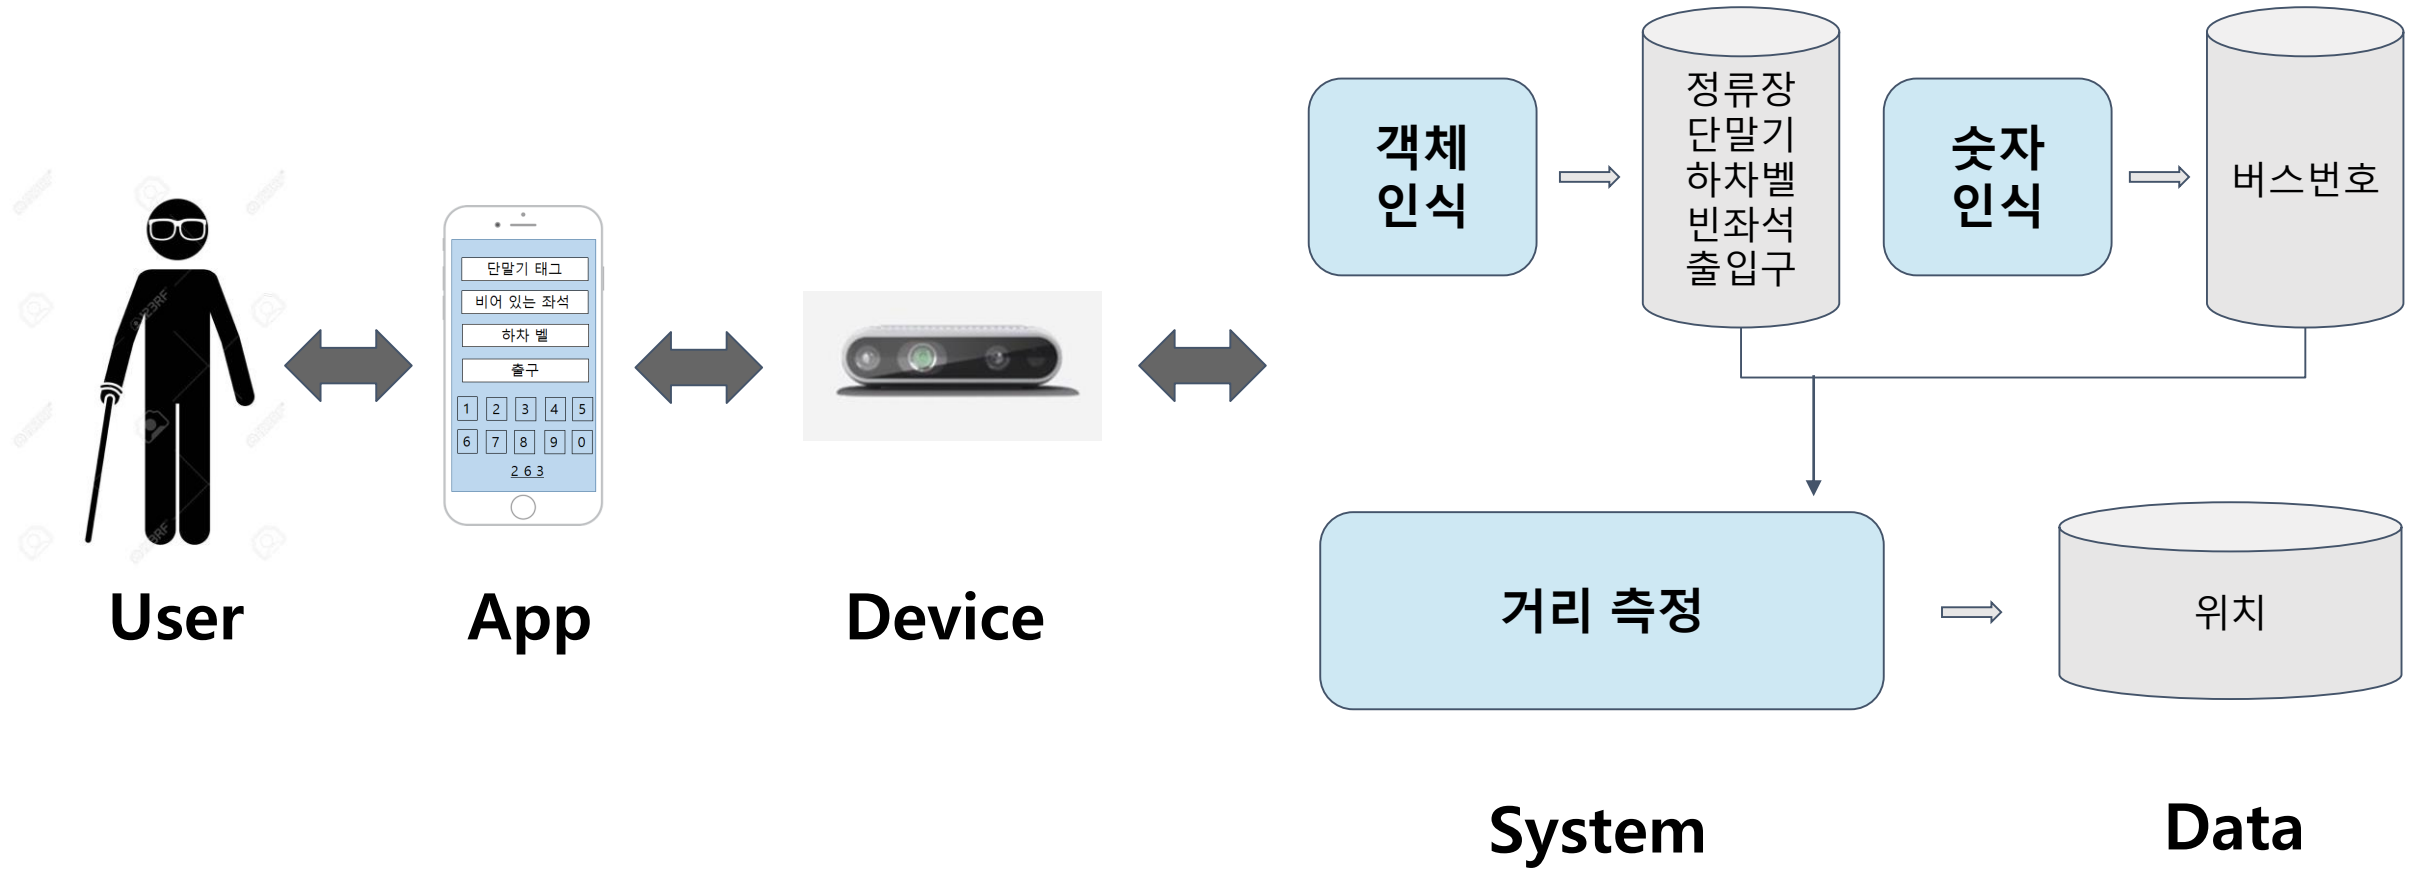 객체
인식
정류장
단말기
하차벨
빈좌석
출입구
숫자
인식
버스번호
단말기 태그
비어 있는 좌석
하차 벨
출구
1 2 3 4 5
6 7 8 9 0
2 6 3
거리 측정
위치
User
App
Device
System
Data